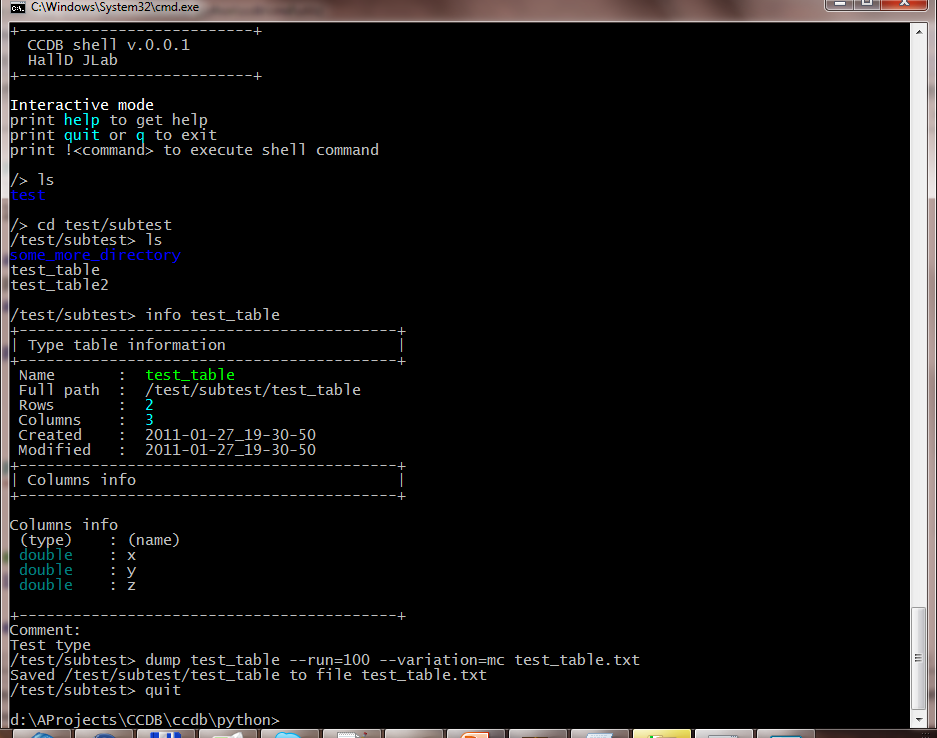 C:\Windows\System32\cmd.exe
+--------------------------+
CCDB shell v.0.0.1
HallD JLab
+--------------------------+
Interactive mode
print help to get help
print quit or q to exit
print !<command> to execute shell command
/> ls
test
/> cd test/subtest
/test/subtest> ls
some_more_directory
test_table
test_table2
/test/subtest> info test_table
+------------------------------------------+
| Type table information |
+------------------------------------------+
Name : test_table
Full path : /test/subtest/test_table
Rows : 2
Columns : 3
Created : 2011-01-27_19-30-50
Modified : 2011-01-27_19-30-50
+------------------------------------------+
| Columns info |
+------------------------------------------+
Columns info
(type) : (name)
double : x
double : y
double : z
+------------------------------------------+
Comment:
Test type
/test/subtest> dump test_table --run=100 --variation=mc test_table.txt
Saved /test/subtest/test_table to file test_table.txt
/test/subtest> quit
d:\AProjects\CCDB\ccdb\python>